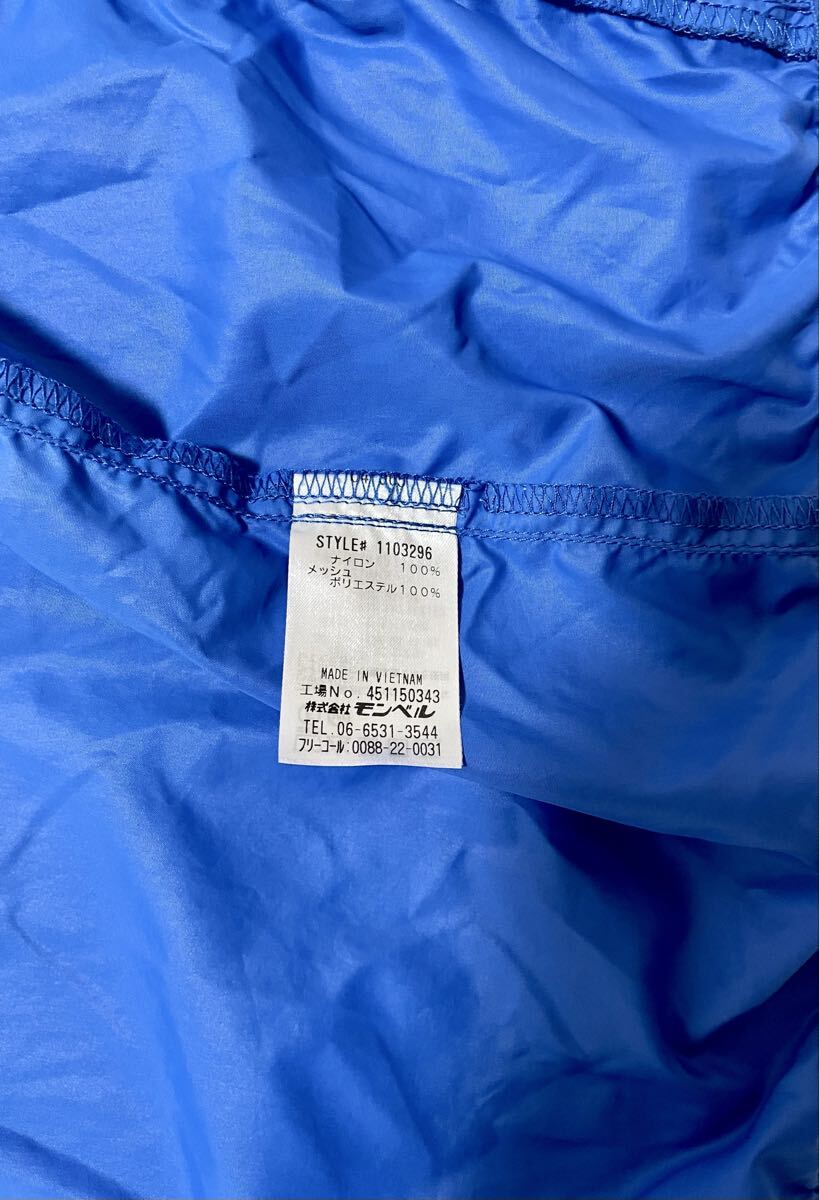 STYLE# 1103296
ナイロン 100%
メッシュ
ポリエステル100%
MADE IN VIETNAM
工場No. 451150343
株式会社 モンベル
TEL. 06-6531-3544
フリーコール:0088-22-0031